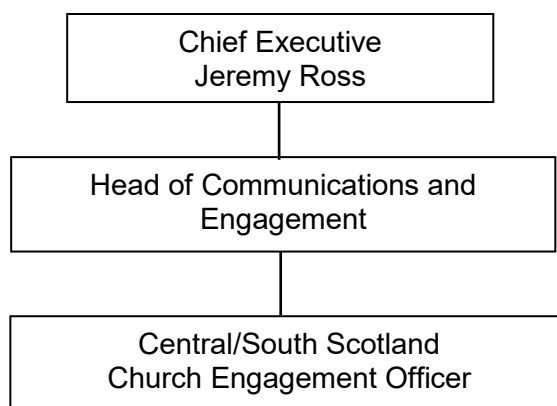 Chief Executive
Jeremy Ross
Head of Communications and
Engagement
Central/South Scotland
Church Engagement Officer